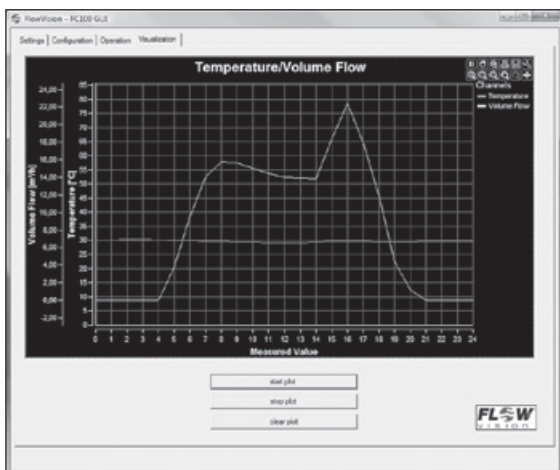 FlowVision - FC100 GUI
Settings Configuration Operation Visualization
Temperature/Volume Flow
Channels
Temperature
Volume Flow
Volume Flow [m³/h]
24,00
22,00
20,00
18,00
16,00
14,00
12,00
10,00
8,00
6,00
4,00
2,00
0,00
-2,00
Temperature [°C]
85
80
75
70
65
60
55
50
45
40
35
30
25
20
15
10
5
0
0 1 2 3 4 5 6 7 8 9 10 11 12 13 14 15 16 17 18 19 20 21 22 23 24
Measured Value
start plot
stop plot
clear plot
FLOW
VISION